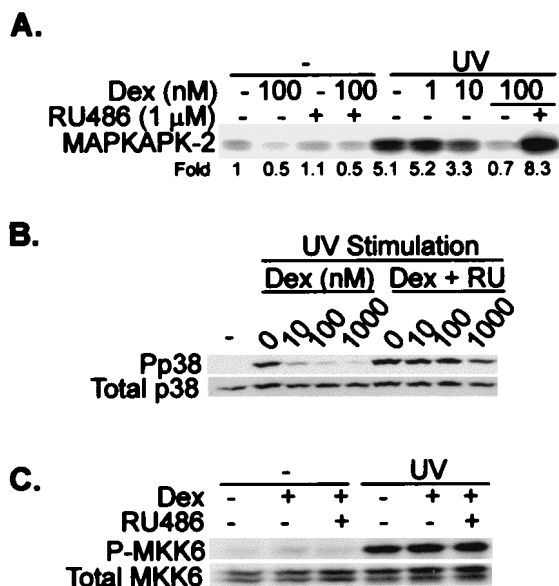 A.
- UV
Dex (nM) - 100 - 100 - 1 10 100
RU486 (1 µM) + + - +
MAPKAPK-2
Fold 1 0.5 1.1 0.5 5.1 5.2 3.3 0.7 8.3
B.
UV Stimulation
Dex (nM) Dex + RU
- 0 10 100 1000 0 10 100 1000
Pp38
Total p38
C.
- UV
Dex - + + - + +
RU486 - - + - - +
P-MKK6
Total MKK6